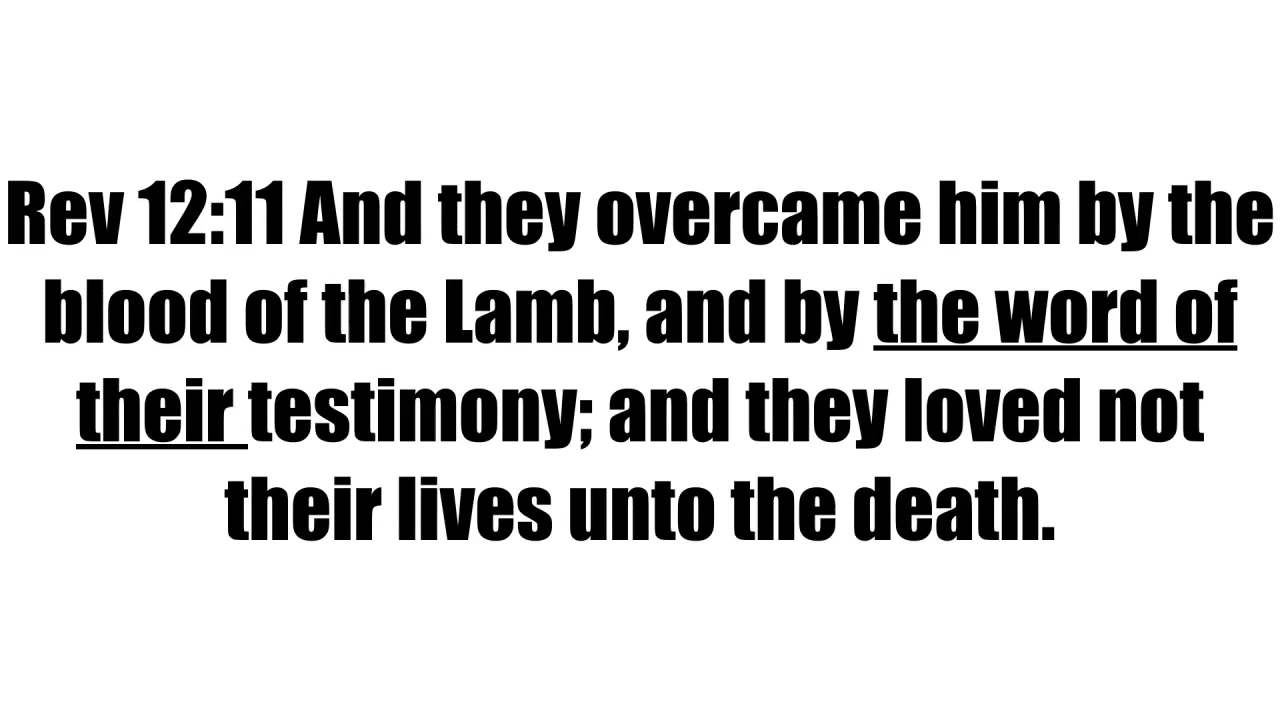 Rev 12:11 And they overcame him by the
blood of the Lamb, and by the word of
their testimony; and they loved not
their lives unto the death.